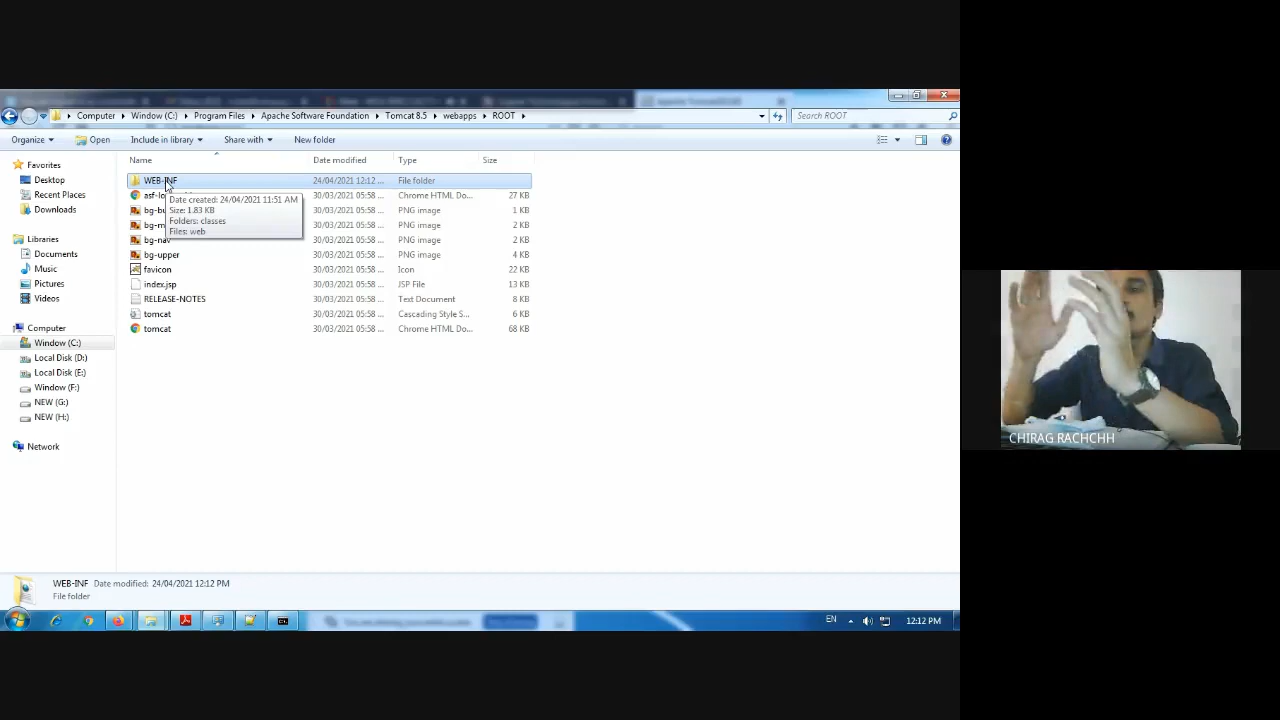 Computer Window (C:) Program Files Apache Software Foundation Tomcat 8.5 webapps ROOT
Search ROOT
Organize Open Include in library Share with New folder
Name Date modified Type Size
Favorites
Desktop
Recent Places
Downloads
Libraries
Documents
Music
Pictures
Videos
Computer
Window (C:)
Local Disk (D:)
Local Disk (E:)
Window (F:)
NEW (G:)
NEW (H:)
Network
WEB-INF 24/04/2021 12:12 ... File folder
30/03/2021 05:58 ... Chrome HTML Do... 27 KB
30/03/2021 05:58 ... PNG image 1 KB
30/03/2021 05:58 ... PNG image 2 KB
bg-nav 30/03/2021 05:58 ... PNG image 2 KB
bg-upper 30/03/2021 05:58 ... PNG image 4 KB
favicon 30/03/2021 05:58 ... Icon 22 KB
index.jsp 30/03/2021 05:58 ... JSP File 13 KB
RELEASE-NOTES 30/03/2021 05:58 ... Text Document 8 KB
tomcat 30/03/2021 05:58 ... Cascading Style S... 6 KB
tomcat 30/03/2021 05:58 ... Chrome HTML Do... 68 KB
Date created: 24/04/2021 11:51 AM
Size: 1.83 KB
Folders: classes
Files: web
WEB-INF Date modified: 24/04/2021 12:12 PM
File folder
EN 12:12 PM
CHIRAG RACHCHH